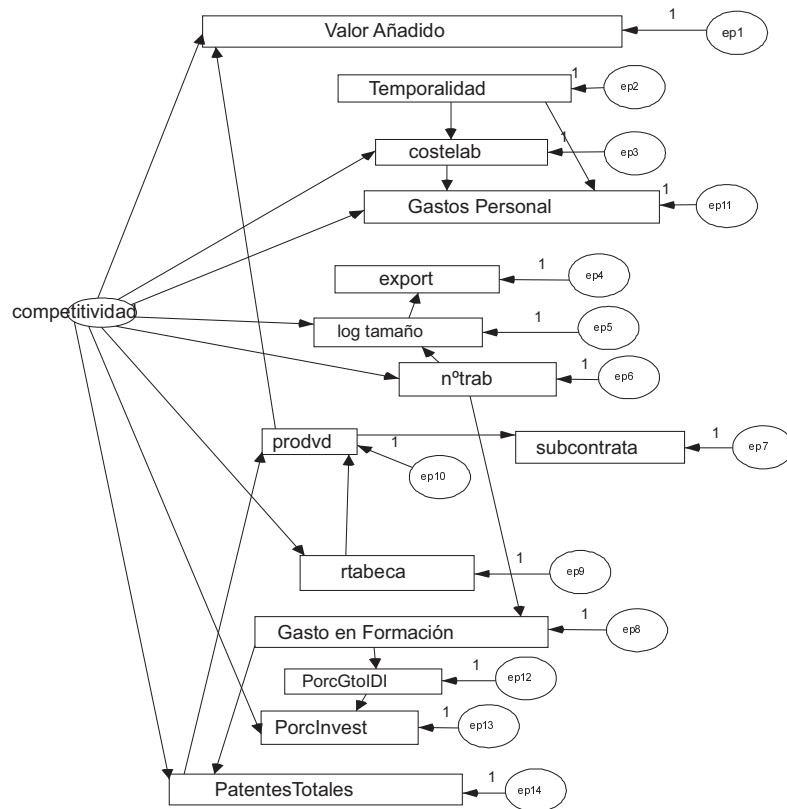 Valor Añadido
1
ep1
Temporalidad
1
ep2
costelab
1
ep3
Gastos Personal
1
ep11
export
1
ep4
competitividad
log tamaño
1
ep5
nºtrab
1
ep6
prodvd
1
ep10
subcontrata
1
ep7
rtabeca
1
ep9
Gasto en Formación
1
ep8
PorcGtoIDI
1
ep12
PorcInvest
1
ep13
PatentesTotales
1
ep14